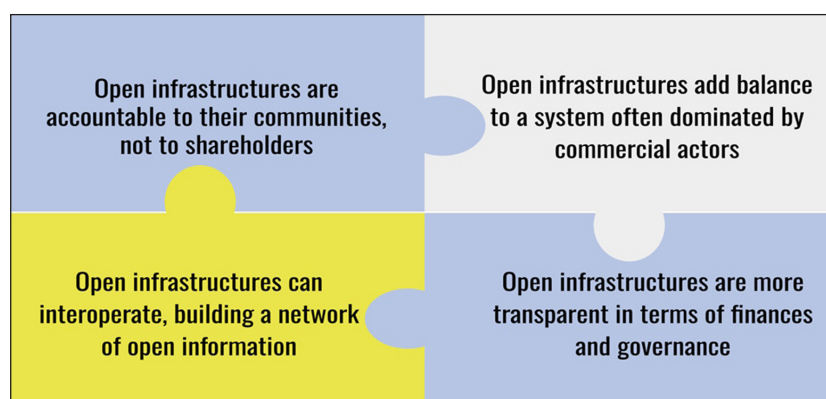 Open infrastructures are
accountable to their communities,
not to shareholders
Open infrastructures add balance
to a system often dominated by
commercial actors
Open infrastructures can
interoperate, building a network
of open information
Open infrastructures are more
transparent in terms of finances
and governance